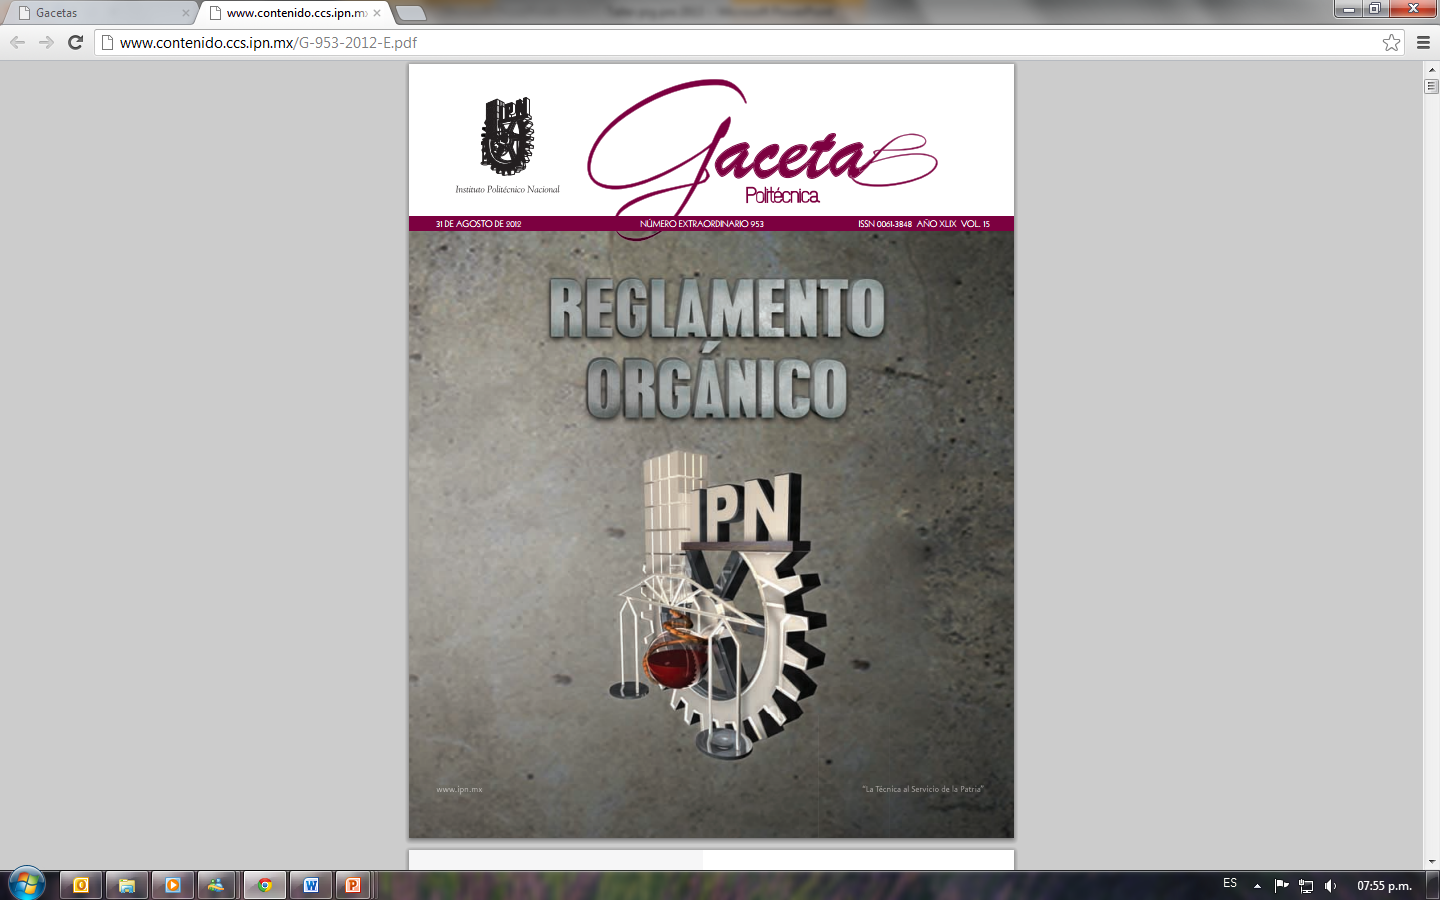 Gacetas
www.contenido.ccs.ipn.mx
www.contenido.ccs.ipn.mx/G-953-2012-E.pdf
IPN
Instituto Politécnico Nacional
Gaceta
Politécnica
31 DE AGOSTO DE 2012 NÚMERO EXTRAORDINARIO 953 ISSN 0061-3848 AÑO XLIX VOL. 15
REGLAMENTO
ORGÁNICO
IPN
www.ipn.mx "La Técnica al Servicio de la Patria"
ES 07:55 p.m.